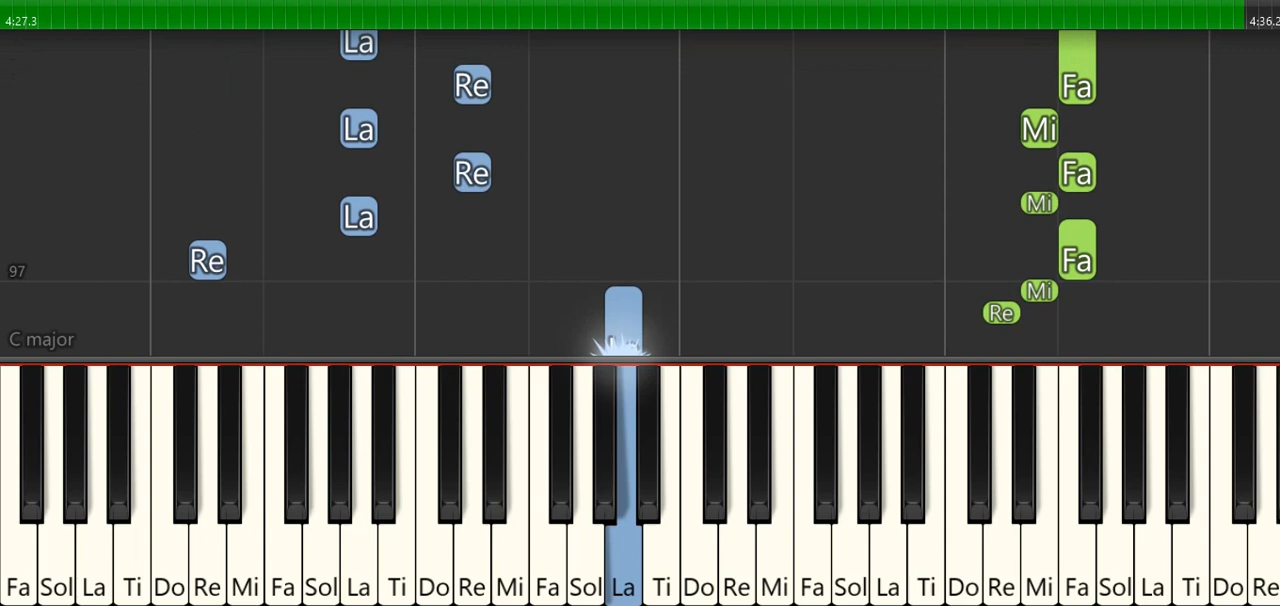 4:27.3 4:36.2
La
Re Fa
La Mi
Re Fa
La Mi
Re Fa
97
Mi
Re
C major
Fa Sol La Ti Do Re Mi Fa Sol La Ti Do Re Mi Fa Sol La Ti Do Re Mi Fa Sol La Ti Do Re Mi Fa Sol La Ti Do Re